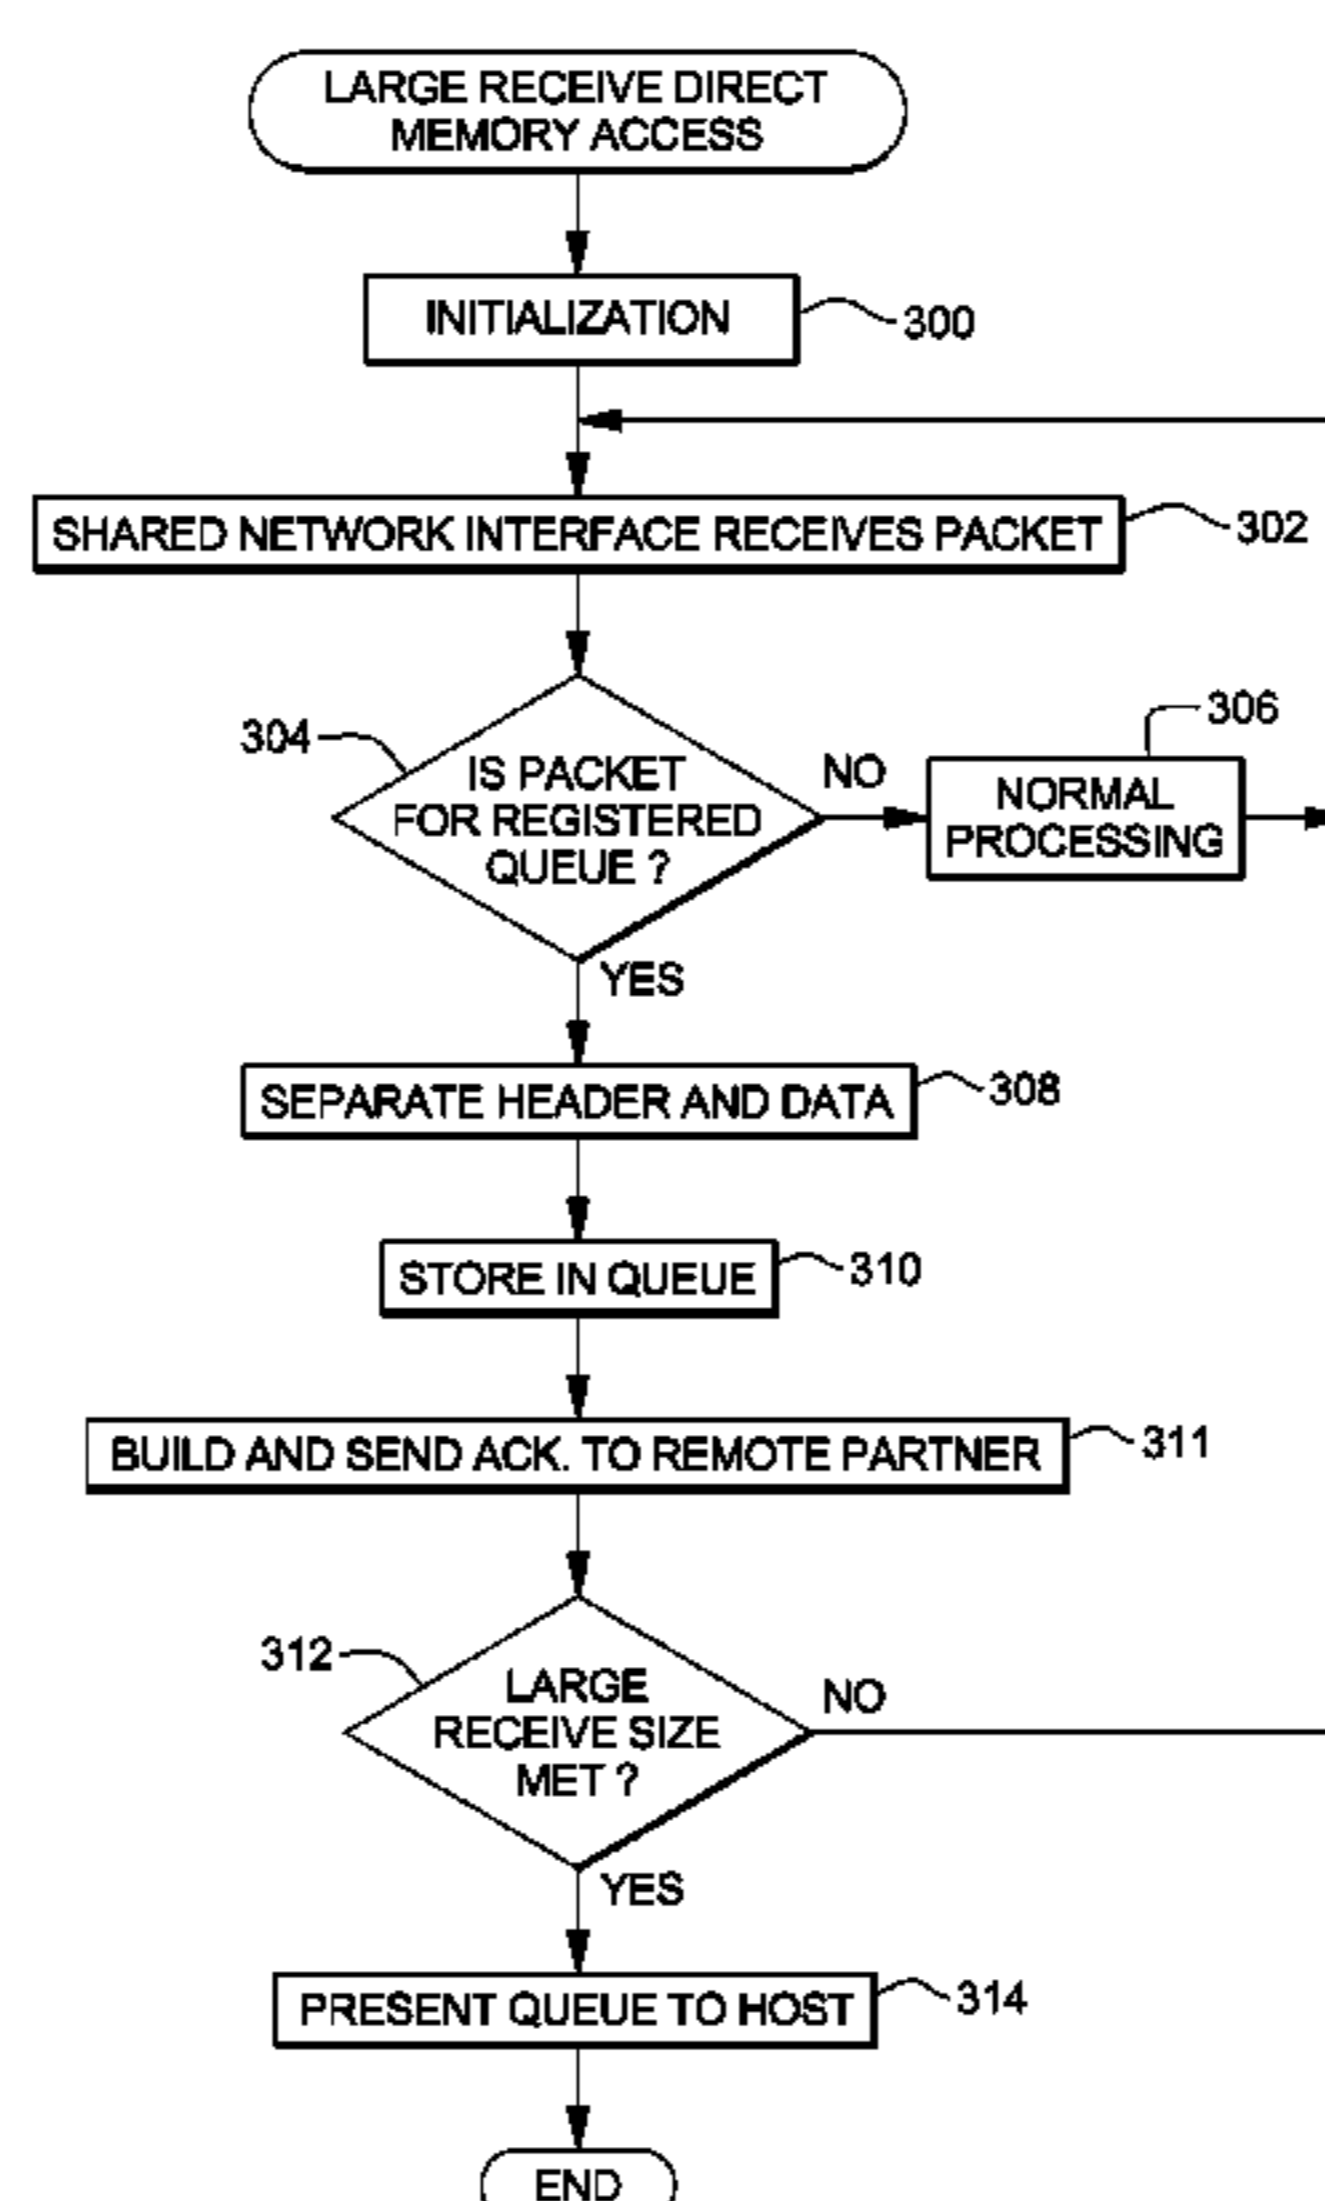 LARGE RECEIVE DIRECT
MEMORY ACCESS
INITIALIZATION
300
SHARED NETWORK INTERFACE RECEIVES PACKET
302
304
IS PACKET
FOR REGISTERED
QUEUE ?
NO
306
NORMAL
PROCESSING
YES
SEPARATE HEADER AND DATA
308
STORE IN QUEUE
310
BUILD AND SEND ACK. TO REMOTE PARTNER
311
312
LARGE
RECEIVE SIZE
MET ?
NO
YES
PRESENT QUEUE TO HOST
314
END